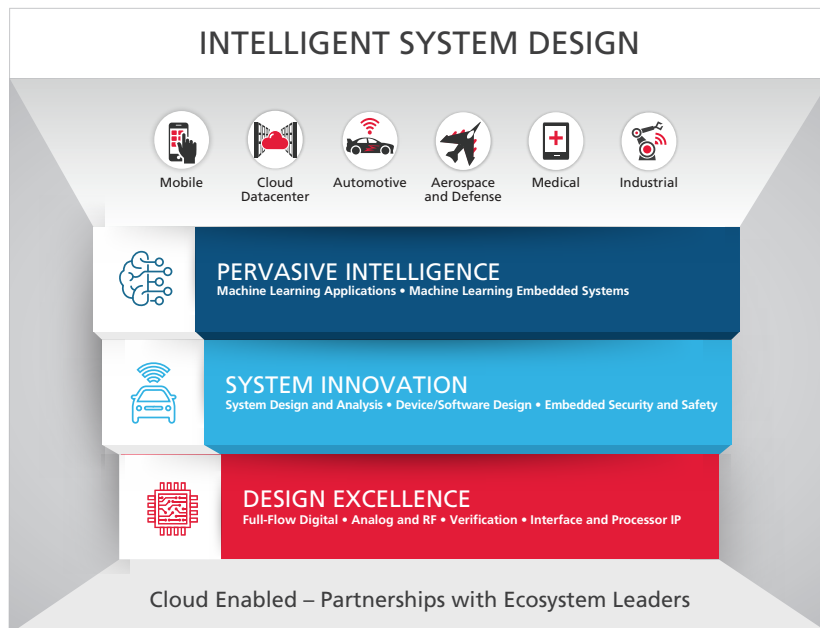 INTELLIGENT SYSTEM DESIGN
Mobile
Cloud
Datacenter
Automotive
Aerospace
and Defense
Medical
Industrial
PERVASIVE INTELLIGENCE
Machine Learning Applications • Machine Learning Embedded Systems
SYSTEM INNOVATION
System Design and Analysis • Device/Software Design • Embedded Security and Safety
DESIGN EXCELLENCE
Full-Flow Digital • Analog and RF • Verification • Interface and Processor IP
Cloud Enabled – Partnerships with Ecosystem Leaders